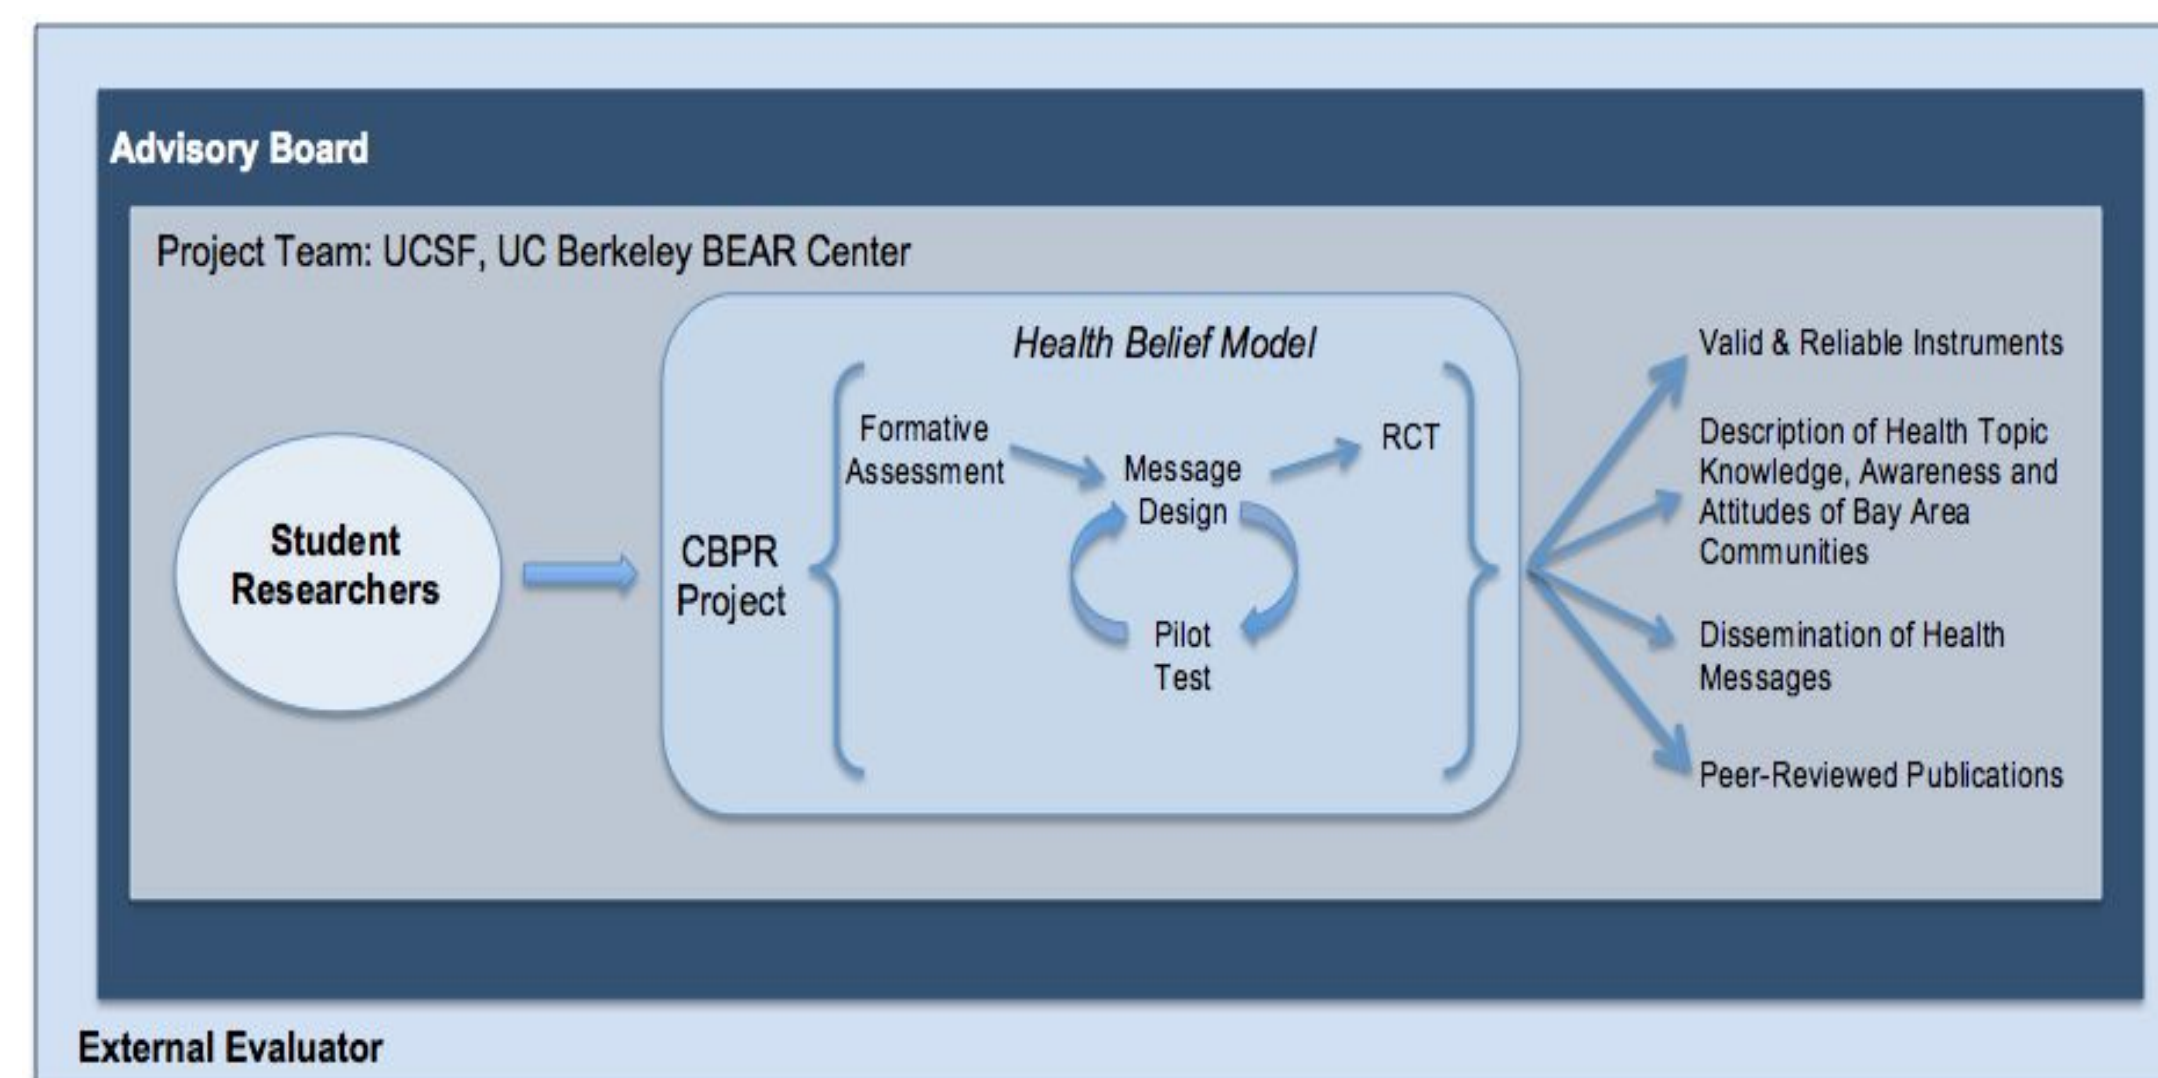 Advisory Board
Project Team: UCSF, UC Berkeley BEAR Center
Student
Researchers
CBPR
Project
Health Belief Model
Formative
Assessment
Message
Design
Pilot
Test
RCT
Valid & Reliable Instruments
Description of Health Topic
Knowledge, Awareness and
Attitudes of Bay Area
Communities
Dissemination of Health
Messages
Peer-Reviewed Publications
External Evaluator